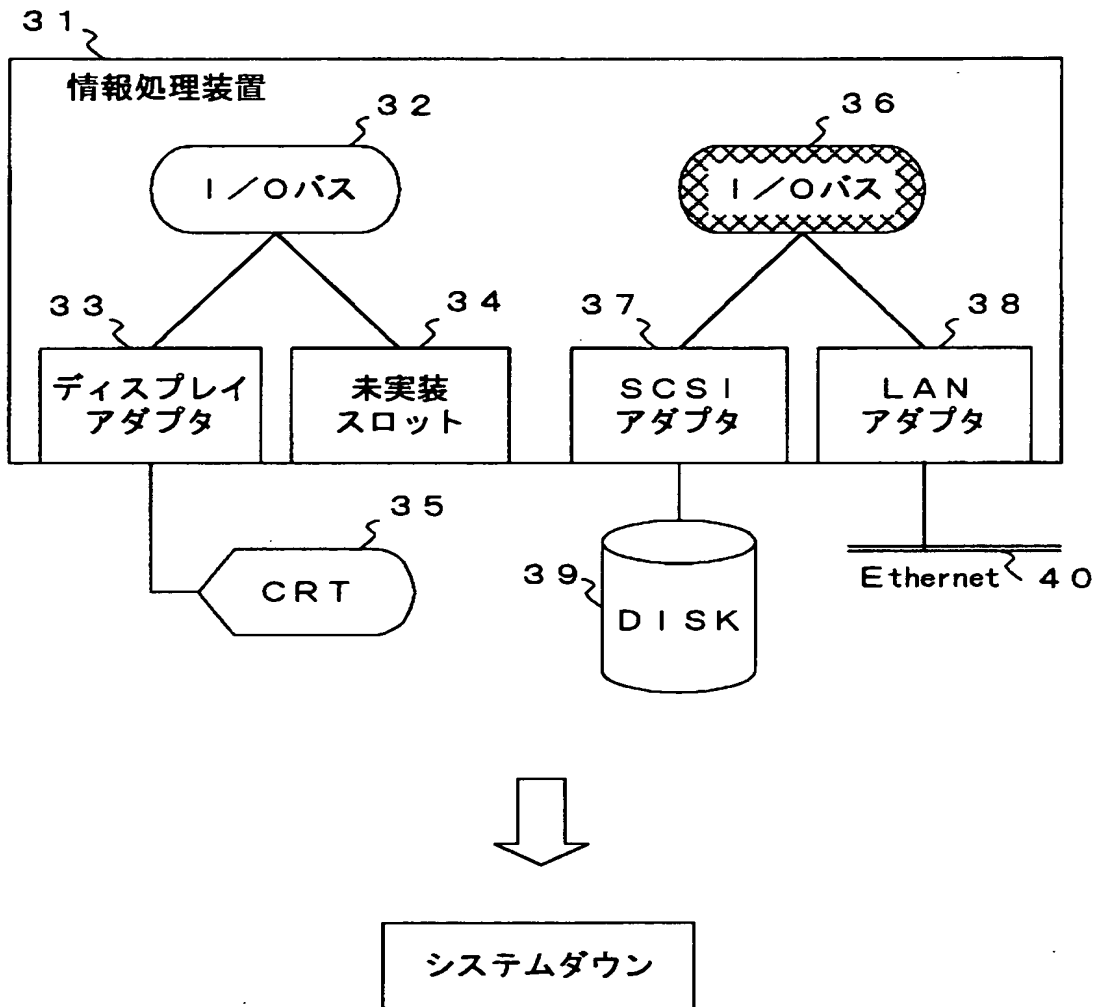 31
情報処理装置
32
36
I/Oバス
I/Oバス
33
34
37
38
ディスプレイ
アダプタ
未実装
スロット
SCSI
アダプタ
LAN
アダプタ
35
CRT
39
DISK
Ethernet
40
システムダウン